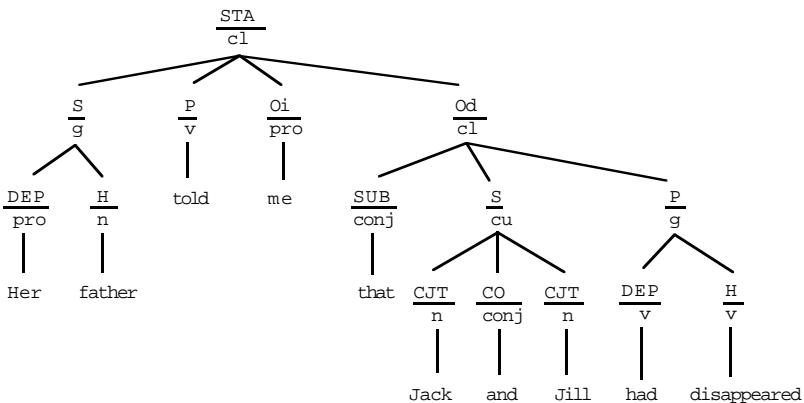 STA
cl
S P Oi Od
g v pro cl
DEP H told me SUB S P
pro n conj cu g
Her father that CJT CO CJT DEP H
n conj n v v
Jack and Jill had disappeared